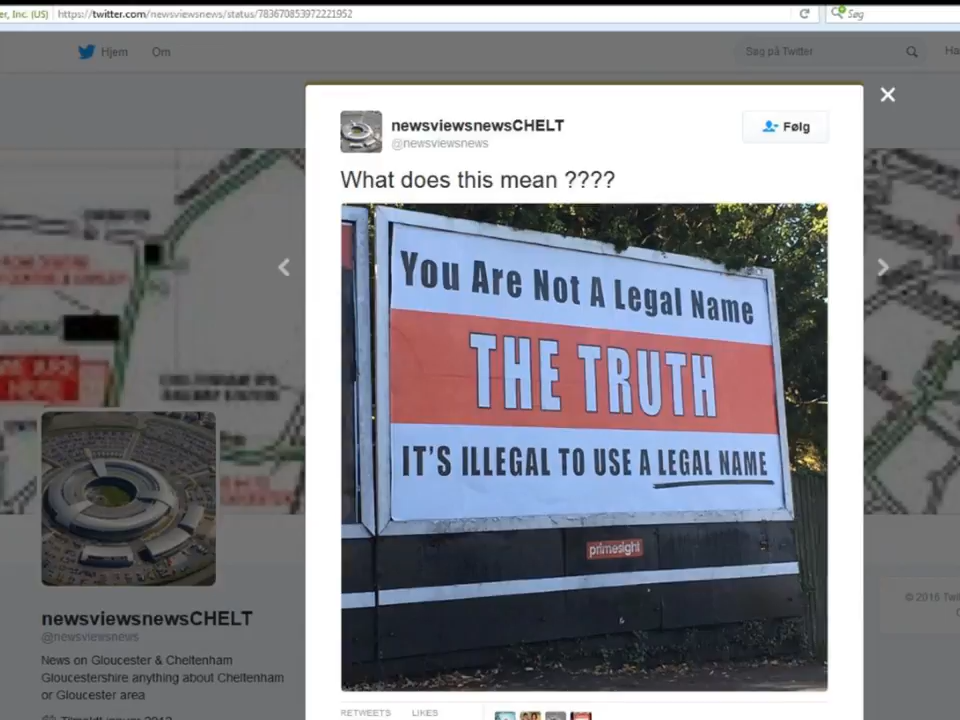 er, Inc. (US) https://twitter.com/newsviewsnews/status/783670853972221952
Søg
Hjem Om
Søg på Twitter
Ha
newsviewsnewsCHELT
@newsviewsnews
Følg
What does this mean ????
You Are Not A Legal Name
THE TRUTH
IT'S ILLEGAL TO USE A LEGAL NAME
primesight
newsviewsnewsCHELT
@newsviewsnews
News on Gloucester & Cheltenham
Gloucestershire anything about Cheltenham
or Gloucester area
© 2016 Twi
RETWEETS LIKES